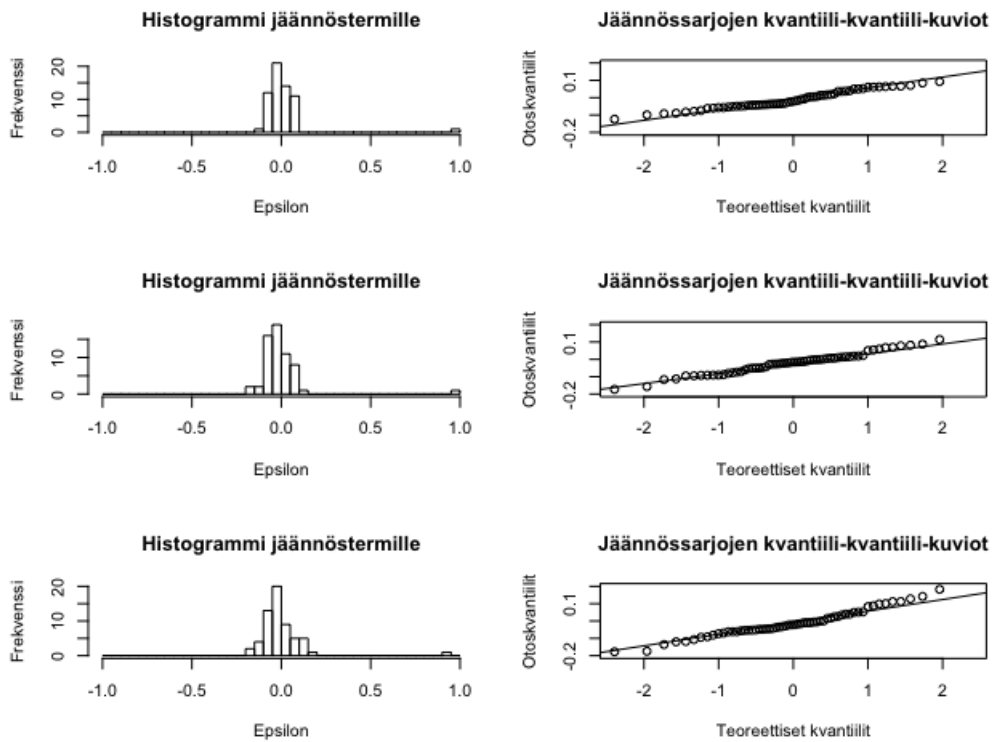 Histogrammi jäännöstermille
Frekvenssi
0 10 20
-1.0 -0.5 0.0 0.5 1.0
Epsilon
Jäännössarjojen kvantiili-kvantiili-kuviot
Otoskvantiilit
-0.2 0.1
-2 -1 0 1 2
Teoreettiset kvantiilit
Histogrammi jäännöstermille
Frekvenssi
0 10
-1.0 -0.5 0.0 0.5 1.0
Epsilon
Jäännössarjojen kvantiili-kvantiili-kuviot
Otoskvantiilit
-0.2 0.1
-2 -1 0 1 2
Teoreettiset kvantiilit
Histogrammi jäännöstermille
Frekvenssi
0 10 20
-1.0 -0.5 0.0 0.5 1.0
Epsilon
Jäännössarjojen kvantiili-kvantiili-kuviot
Otoskvantiilit
-0.2 0.1
-2 -1 0 1 2
Teoreettiset kvantiilit